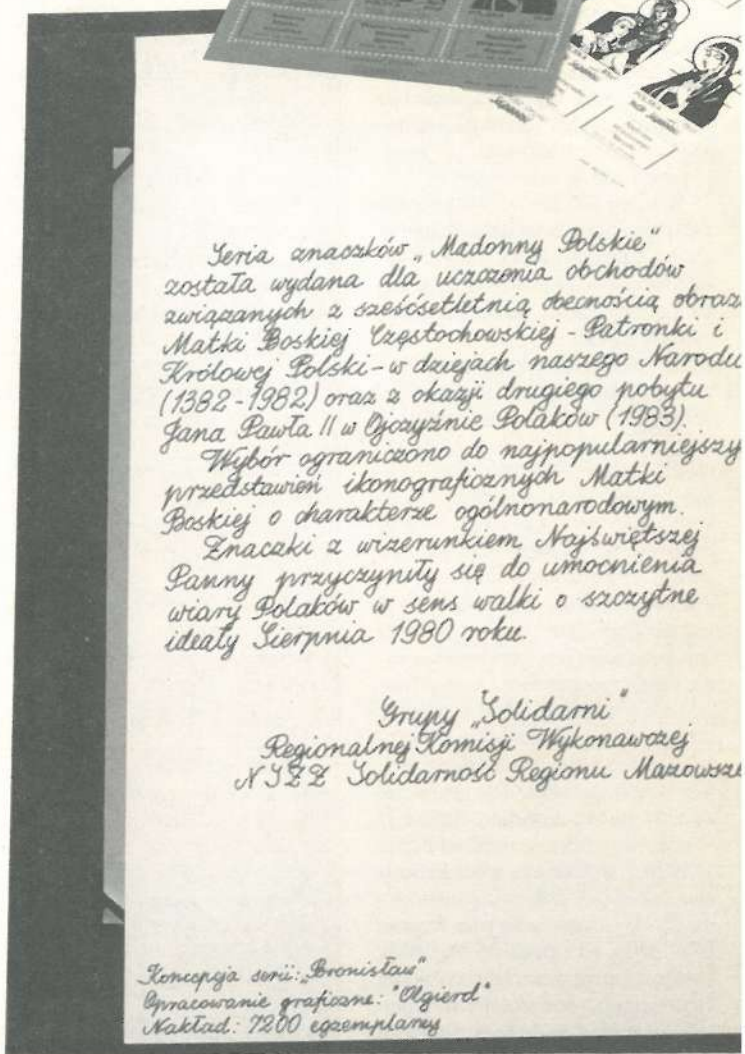 Seria znaczków „Madonny Polskie"
została wydana dla uczczenia obchodów
związanych z sześćsetletnią obecnością obraz
Matki Boskiej Częstochowskiej - Patronki i
Królowej Polski - w dziejach naszego Narodu
(1382 - 1982) oraz z okazji drugiego pobytu
Jana Pawła II w Ojczyźnie Polaków (1983).
Wybór ograniczono do najpopularniejszy
przedstawień ikonograficznych Matki
Boskiej o charakterze ogólnonarodowym.
Znaczki z wizerunkiem Najświętszej
Panny przyczyniły się do umocnienia
wiary Polaków w sens walki o szczytne
ideały Sierpnia 1980 roku.
Grupy „Solidarni"
Regionalnej Komisji Wykonawczej
NSZZ Solidarność Regionu Mazowsze
Koncepcja serii: „Bronisław"
Opracowanie graficzne: "Olgierd"
Nakład: 7200 egzemplarzy